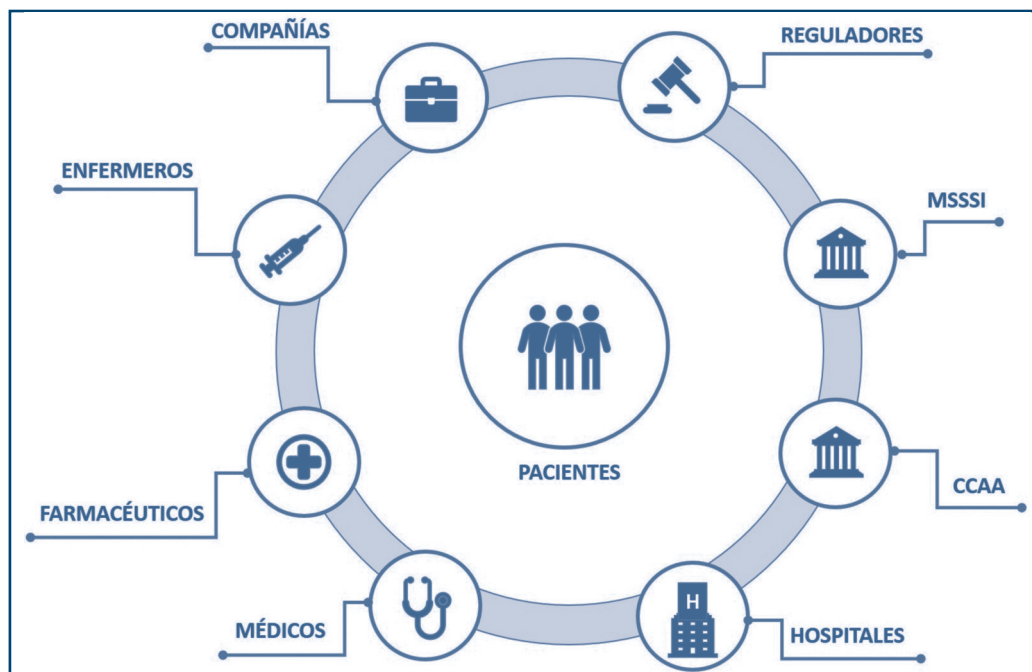 COMPAÑÍAS
REGULADORES
ENFERMEROS
MSSSI
PACIENTES
FARMACÉUTICOS
CCAA
MÉDICOS
H
HOSPITALES